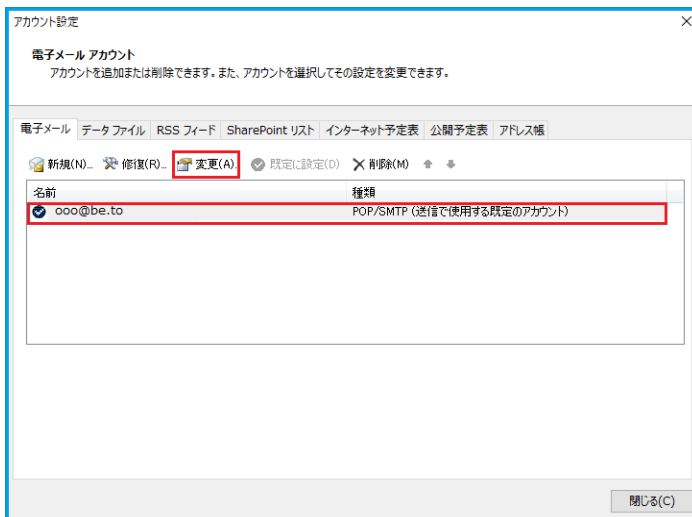 アカウント設定
電子メール アカウント
アカウントを追加または削除できます。また、アカウントを選択してその設定を変更できます。
電子メール データ ファイル RSS フィード SharePoint リスト インターネット予定表 公開予定表 アドレス帳
新規(N)... 修復(R)... 変更(A)... 既定に設定(D) 削除(M)
名前 種類
ooo@be.to POP/SMTP (送信で使用する既定のアカウント)
閉じる(C)